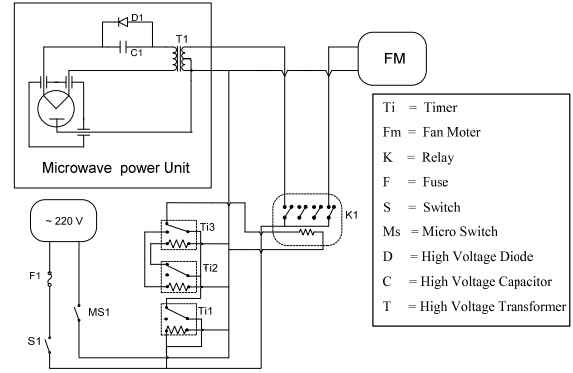 D1
C1
T1
FM
Microwave power Unit
Ti = Timer
Fm = Fan Moter
K = Relay
F = Fuse
S = Switch
Ms = Micro Switch
D = High Voltage Diode
C = High Voltage Capacitor
T = High Voltage Transformer
~ 220 V
K1
Ti3
Ti2
Ti1
F1
MS1
S1